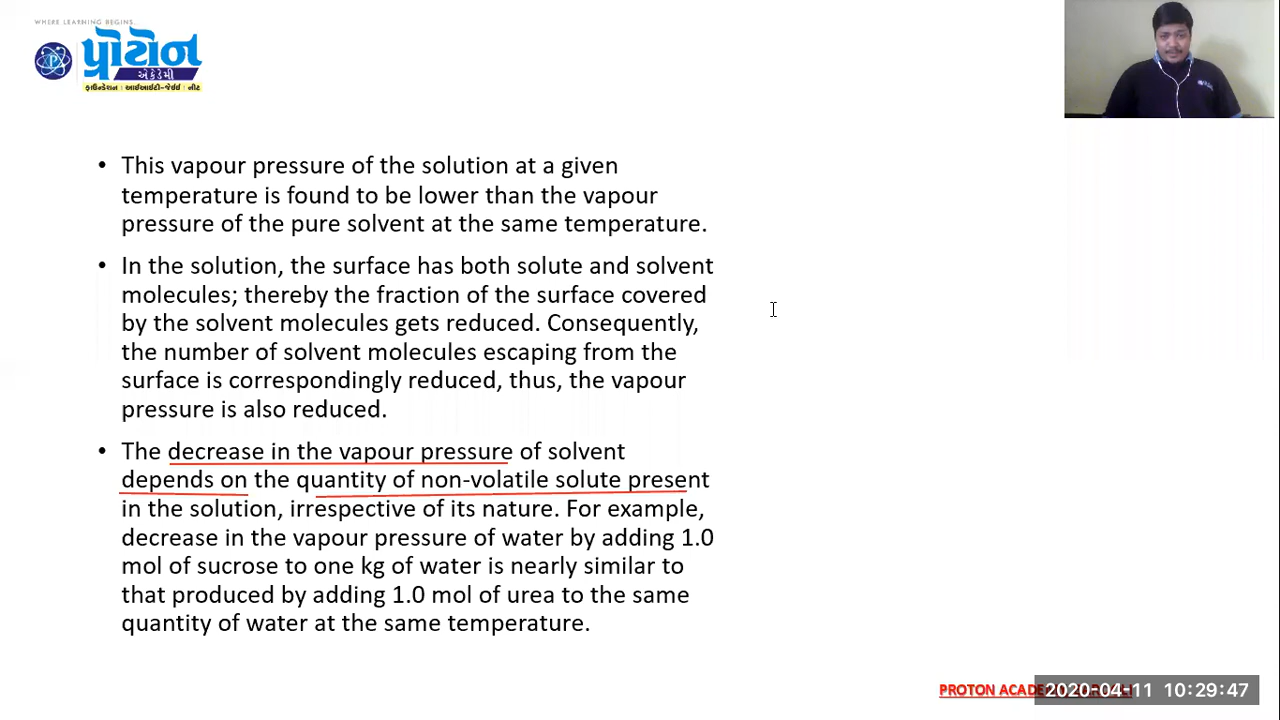 WHERE LEARNING BEGINS.
પ્રોટોન
એકેડેમી
ફાઉન્ડેશન : આઈઆઈટી-જેઈઈ : નીટ
• This vapour pressure of the solution at a given
temperature is found to be lower than the vapour
pressure of the pure solvent at the same temperature.
• In the solution, the surface has both solute and solvent
molecules; thereby the fraction of the surface covered
by the solvent molecules gets reduced. Consequently,
the number of solvent molecules escaping from the
surface is correspondingly reduced, thus, the vapour
pressure is also reduced.
• The decrease in the vapour pressure of solvent
depends on the quantity of non-volatile solute present
in the solution, irrespective of its nature. For example,
decrease in the vapour pressure of water by adding 1.0
mol of sucrose to one kg of water is nearly similar to
that produced by adding 1.0 mol of urea to the same
quantity of water at the same temperature.
PROTON
2020-04-11 10:29:47